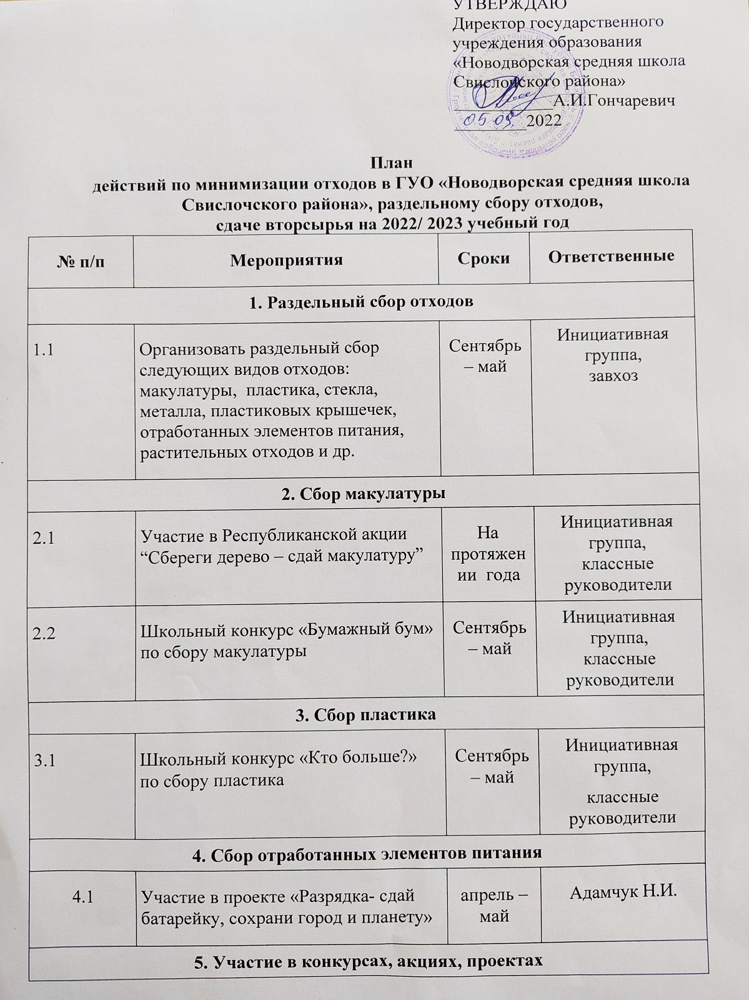 УТВЕРЖДАЮ
Директор государственного
учреждения образования
«Новодворская средняя школа
Свислочского района»
А.И.Гончаревич
05 09. 2022
План
действий по минимизации отходов в ГУО «Новодворская средняя школа
Свислочского района», раздельному сбору отходов,
сдаче вторсырья на 2022/ 2023 учебный год
№ п/п
Мероприятия
Сроки
Ответственные
1. Раздельный сбор отходов
1.1
Организовать раздельный сбор
следующих видов отходов:
макулатуры, пластика, стекла,
металла, пластиковых крышечек,
отработанных элементов питания,
растительных отходов и др.
Сентябрь
– май
Инициативная
группа,
завхоз
2. Сбор макулатуры
2.1
Участие в Республиканской акции
“Сбереги дерево – сдай макулатуру”
На
протяжен
ии года
Инициативная
группа,
классные
руководители
2.2
Школьный конкурс «Бумажный бум»
по сбору макулатуры
Сентябрь
– май
Инициативная
группа,
классные
руководители
3. Сбор пластика
3.1
Школьный конкурс «Кто больше?»
по сбору пластика
Сентябрь
– май
Инициативная
группа,
классные
руководители
4. Сбор отработанных элементов питания
4.1
Участие в проекте «Разрядка- сдай
батарейку, сохрани город и планету»
апрель –
май
Адамчук Н.И.
5. Участие в конкурсах, акциях, проектах